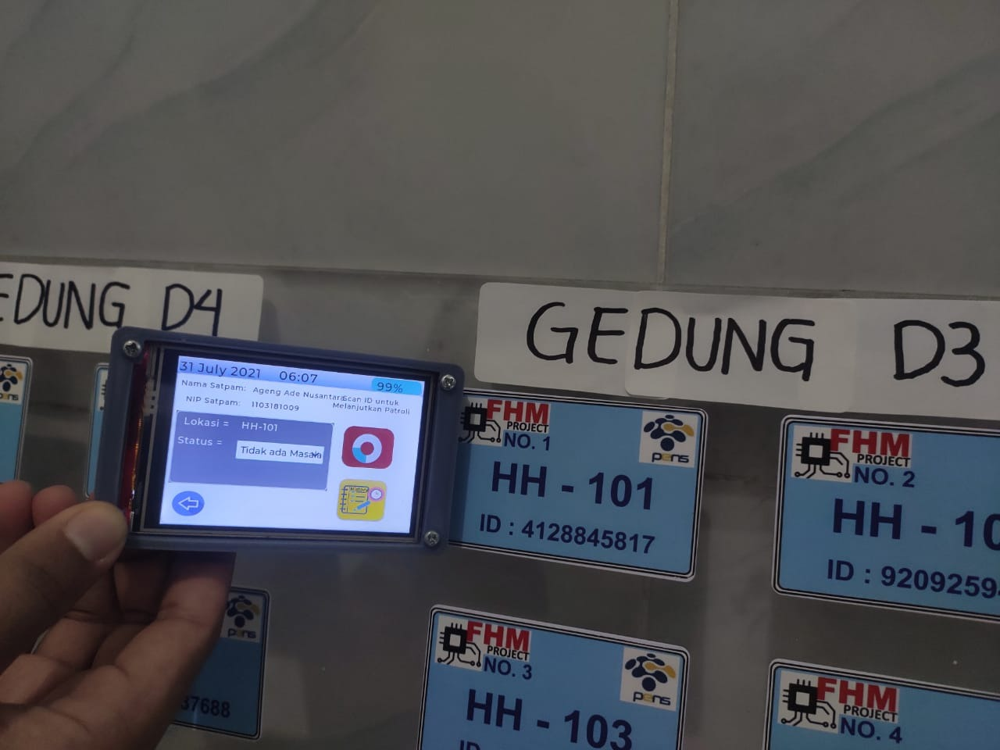 EDUNG D4
GEDUNG D3
31 July 2021 06:07
99%
Nama Satpam: Ageng Ade Nusantara
NIP Satpam: 1103181009
Scan ID untuk
Melanjutkan Patroli
Lokasi = HH-101
Status = Tidak ada Masala
History
FHM
PROJECT
NO. 1
pens
HH - 101
ID : 4128845817
FHM
PROJECT
NO. 2
HH - 10
ID : 9209259
FHM
PROJECT
NO. 3
pens
HH - 103
ID
FHM
PROJECT
NO. 4
pens
37688